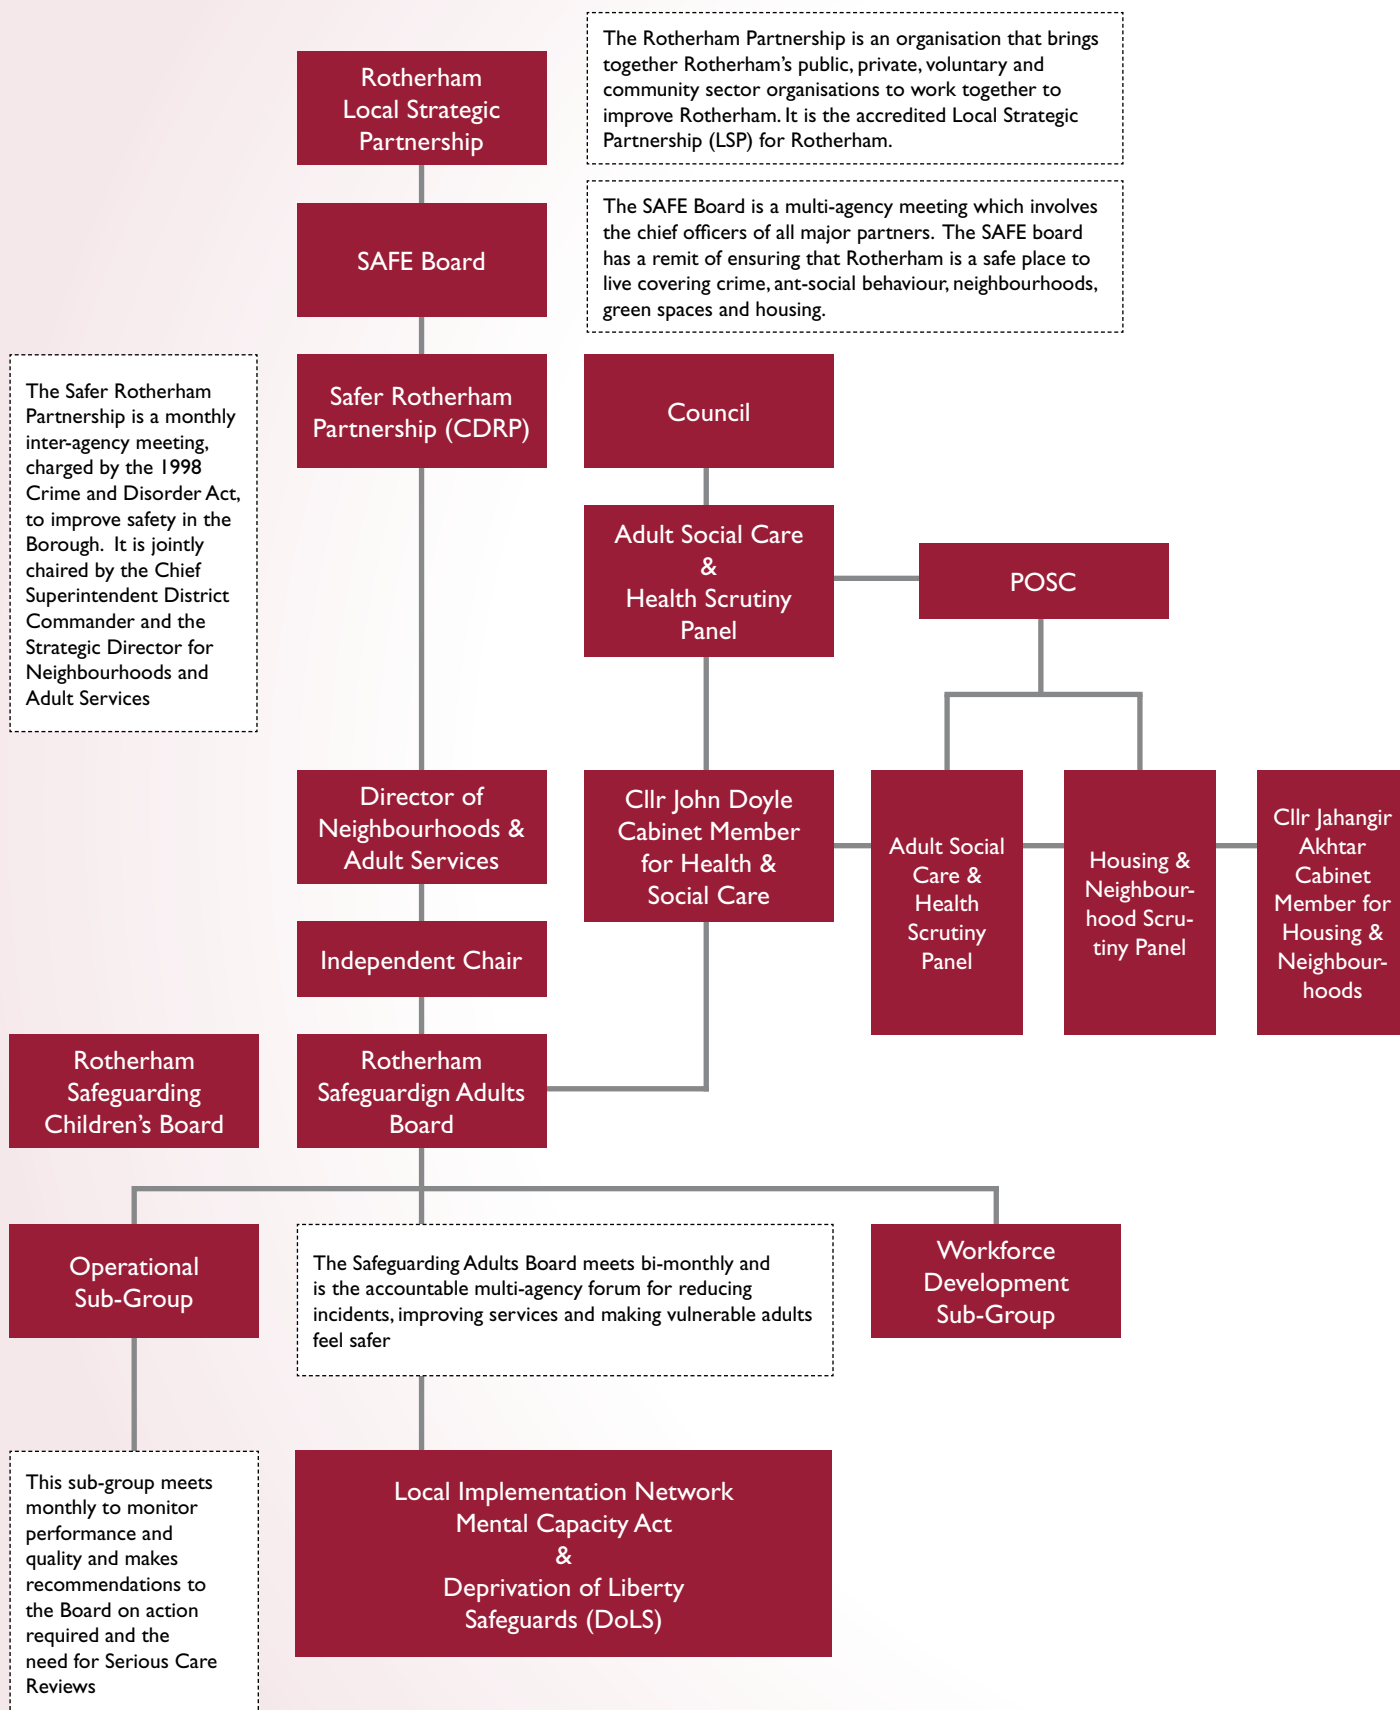 Rotherham
Local Strategic
Partnership
The Rotherham Partnership is an organisation that brings
together Rotherham’s public, private, voluntary and
community sector organisations to work together to
improve Rotherham. It is the accredited Local Strategic
Partnership (LSP) for Rotherham.
SAFE Board
The SAFE Board is a multi-agency meeting which involves
the chief officers of all major partners. The SAFE board
has a remit of ensuring that Rotherham is a safe place to
live covering crime, ant-social behaviour, neighbourhoods,
green spaces and housing.
The Safer Rotherham
Partnership is a monthly
inter-agency meeting,
charged by the 1998
Crime and Disorder Act,
to improve safety in the
Borough. It is jointly
chaired by the Chief
Superintendent District
Commander and the
Strategic Director for
Neighbourhoods and
Adult Services
Safer Rotherham
Partnership (CDRP)
Council
Adult Social Care
&
Health Scrutiny
Panel
POSC
Director of
Neighbourhoods &
Adult Services
Cllr John Doyle
Cabinet Member
for Health &
Social Care
Adult Social
Care &
Health
Scrutiny
Panel
Housing &
Neighbour-
hood Scru-
tiny Panel
Cllr Jahangir
Akhtar
Cabinet
Member for
Housing &
Neighbour-
hoods
Independent Chair
Rotherham
Safeguarding
Children’s Board
Rotherham
Safeguardign Adults
Board
Operational
Sub-Group
The Safeguarding Adults Board meets bi-monthly and
is the accountable multi-agency forum for reducing
incidents, improving services and making vulnerable adults
feel safer
Workforce
Development
Sub-Group
This sub-group meets
monthly to monitor
performance and
quality and makes
recommendations to
the Board on action
required and the
need for Serious Care
Reviews
Local Implementation Network
Mental Capacity Act
&
Deprivation of Liberty
Safeguards (DoLS)